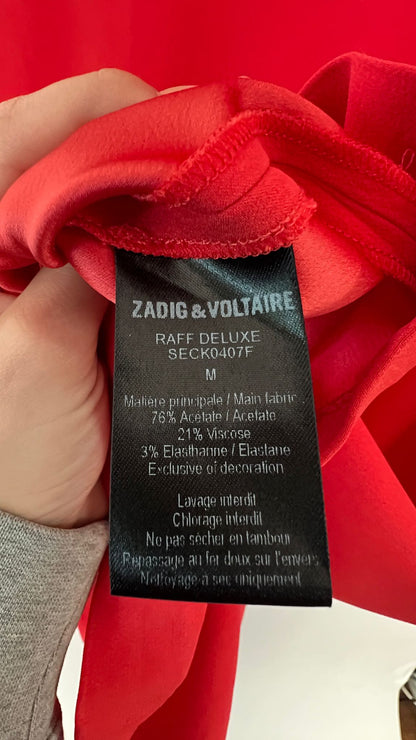 ZADIG & VOLTAIRE
RAFF DELUXE
SECK0407F
M
Matière principale / Main fabric
76% Acétate / Acetate
21% Viscose
3% Elasthanne / Elastane
Exclusive of decoration
Lavage interdit
Chlorage interdit
Ne pas sécher en tambour
Repassage au fer doux sur l'envers
Nettoyage à sec uniquement